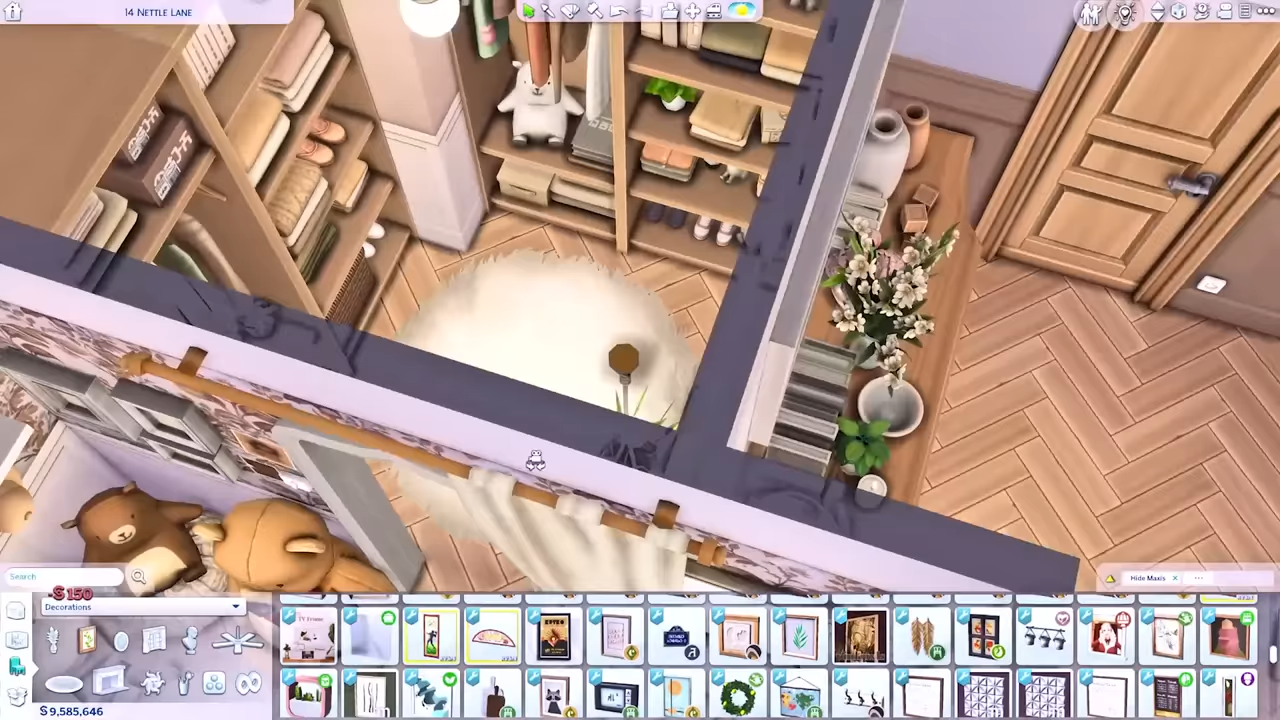 14 NETTLE LANE
Search
-§150
Decorations
§9,585,646
Hide Maxis